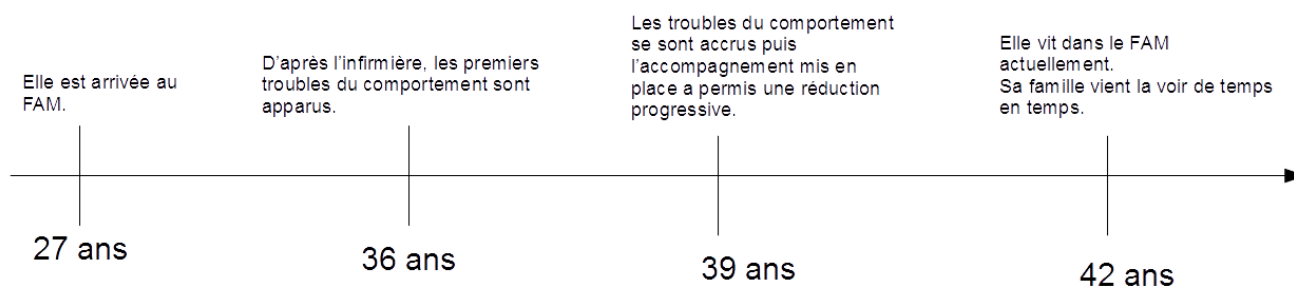 Elle est arrivée au
FAM.
D'après l'infirmière, les premiers
troubles du comportement sont
apparus.
Les troubles du comportement
se sont accrus puis
l'accompagnement mis en
place a permis une réduction
progressive.
Elle vit dans le FAM
actuellement.
Sa famille vient la voir de temps
en temps.
27 ans
36 ans
39 ans
42 ans